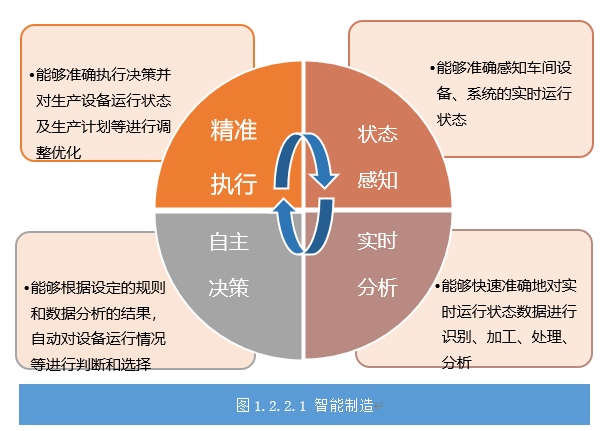 •能够准确执行决策并
对生产设备运行状态
及生产计划等进行调
整优化
•能够准确感知车间设
备、系统的实时运行
状态
精准
执行
状态
感知
自主
决策
实时
分析
•能够根据设定的规则
和数据分析的结果，
自动对设备运行情况
等进行判断和选择
•能够快速准确地对实
时运行状态数据进行
识别、加工、处理、
分析
图 1.2.2.1 智能制造